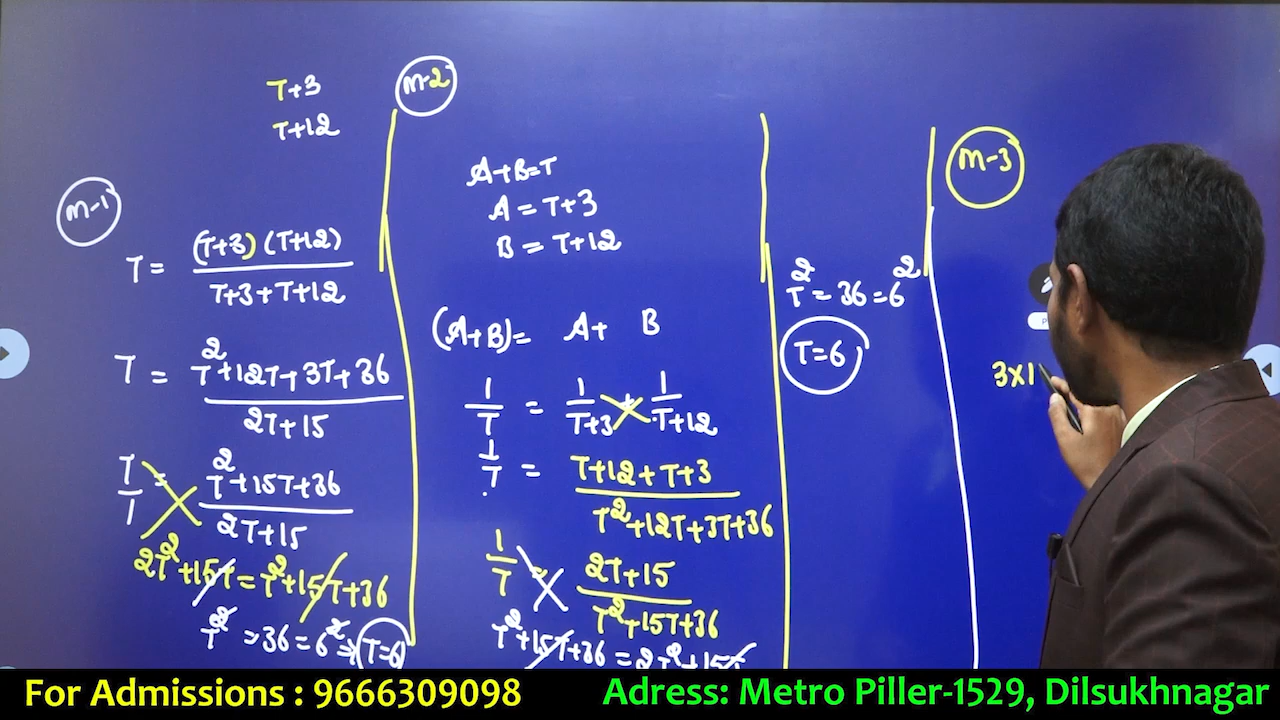 T+3
T+12
M-1
T = (T+3) (T+12) / T+3+T+12
T = T²+12T+3T+36 / 2T+15
T/1 = T²+15T+36 / 2T+15
2T²+15T = T²+15T+36
T² = 36 = 6² ⇒ T=6
M-2
A+B=T
A = T+3
B = T+12
(A+B)= A+ B
1/T = 1/T+3 + 1/T+12
1/T = T+12+T+3 / T²+12T+3T+36
1/T = 2T+15 / T²+15T+36
T²+15T+36 = 2T²+15T
T² = 36 = 6²
T=6
M-3
3×1
For Admissions : 9666309098
Adress: Metro Piller-1529, Dilsukhnagar